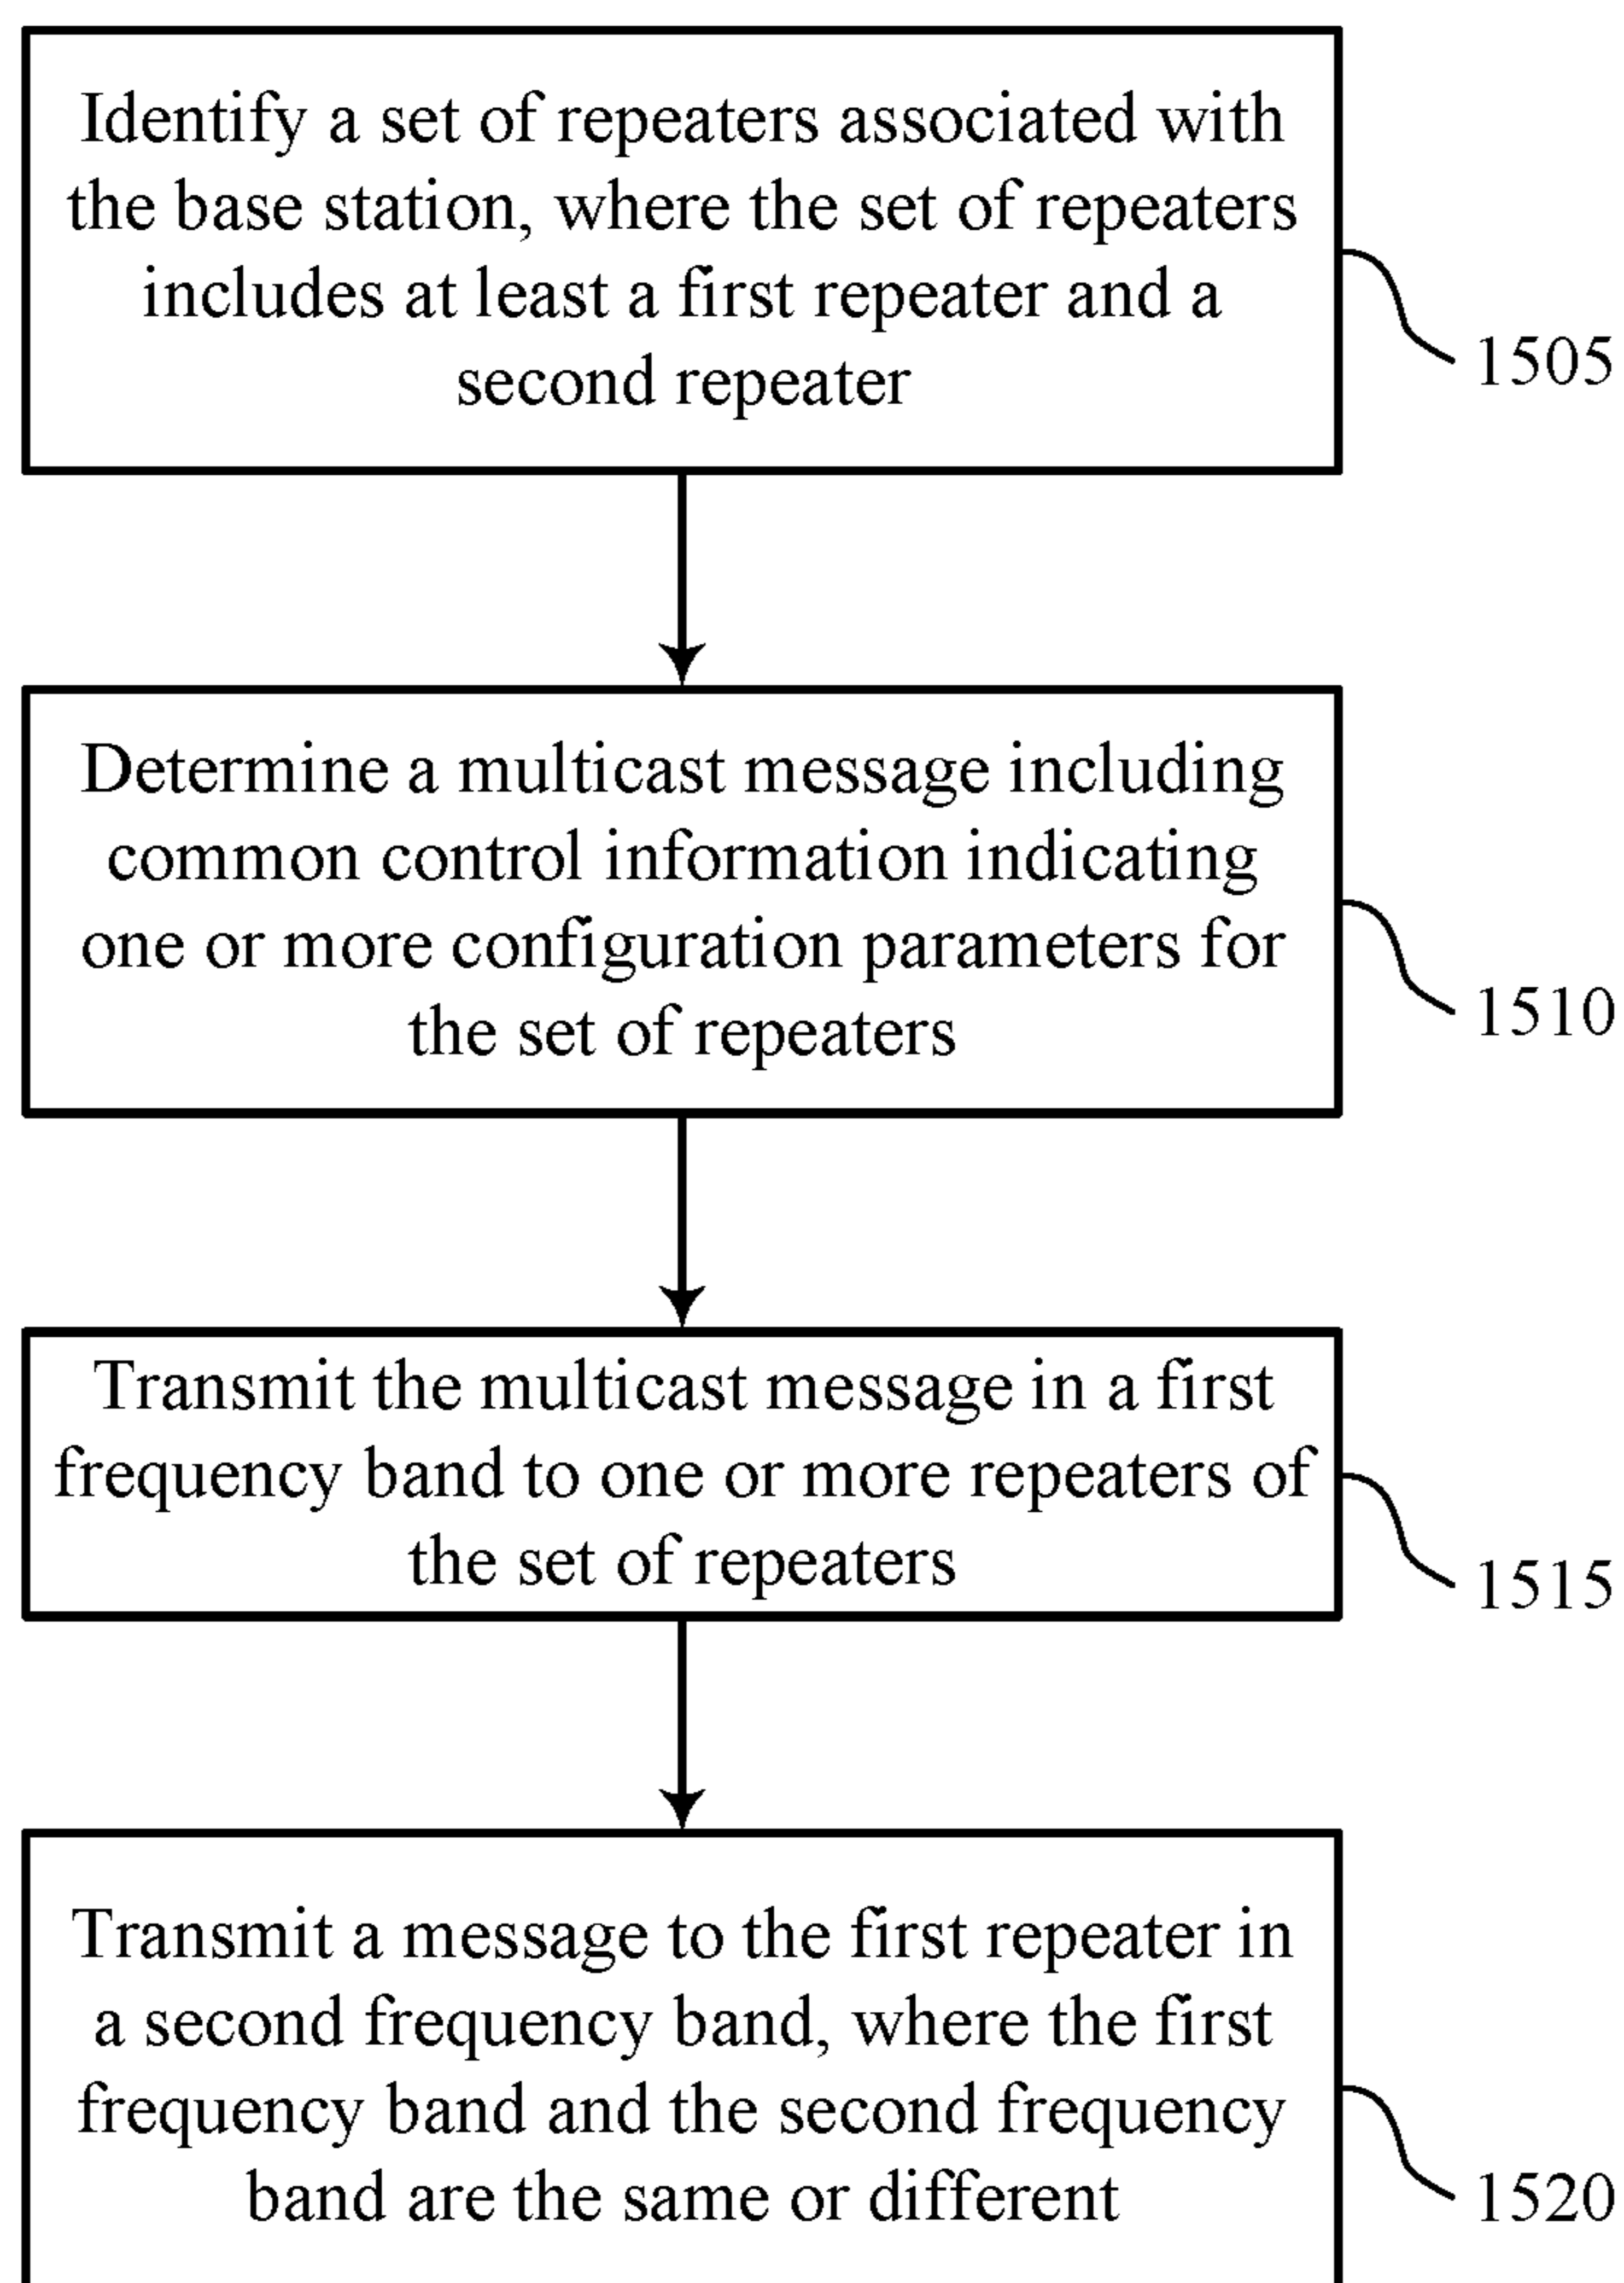 Identify a set of repeaters associated with
the base station, where the set of repeaters
includes at least a first repeater and a
second repeater
1505
Determine a multicast message including
common control information indicating
one or more configuration parameters for
the set of repeaters
1510
Transmit the multicast message in a first
frequency band to one or more repeaters of
the set of repeaters
1515
Transmit a message to the first repeater in
a second frequency band, where the first
frequency band and the second frequency
band are the same or different
1520